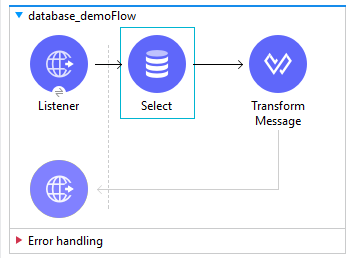 database_demoFlow
Listener
Select
Transform
Message
Error handling